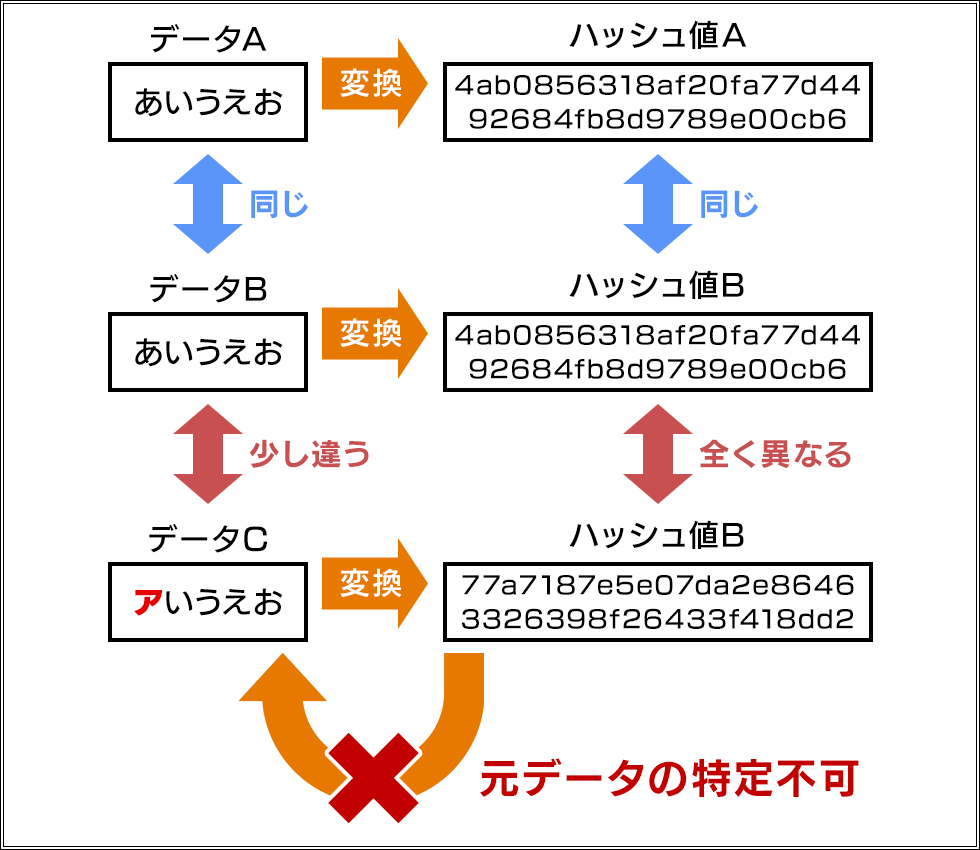 データA
ハッシュ値A
あいうえお
変換
4ab0856318af20fa77d44
92684fb8d9789e00cb6
同じ
同じ
データB
ハッシュ値B
あいうえお
変換
4ab0856318af20fa77d44
92684fb8d9789e00cb6
少し違う
全く異なる
データC
ハッシュ値B
アいうえお
変換
77a7187e5e07da2e8646
3326398f26433f418dd2
元データの特定不可